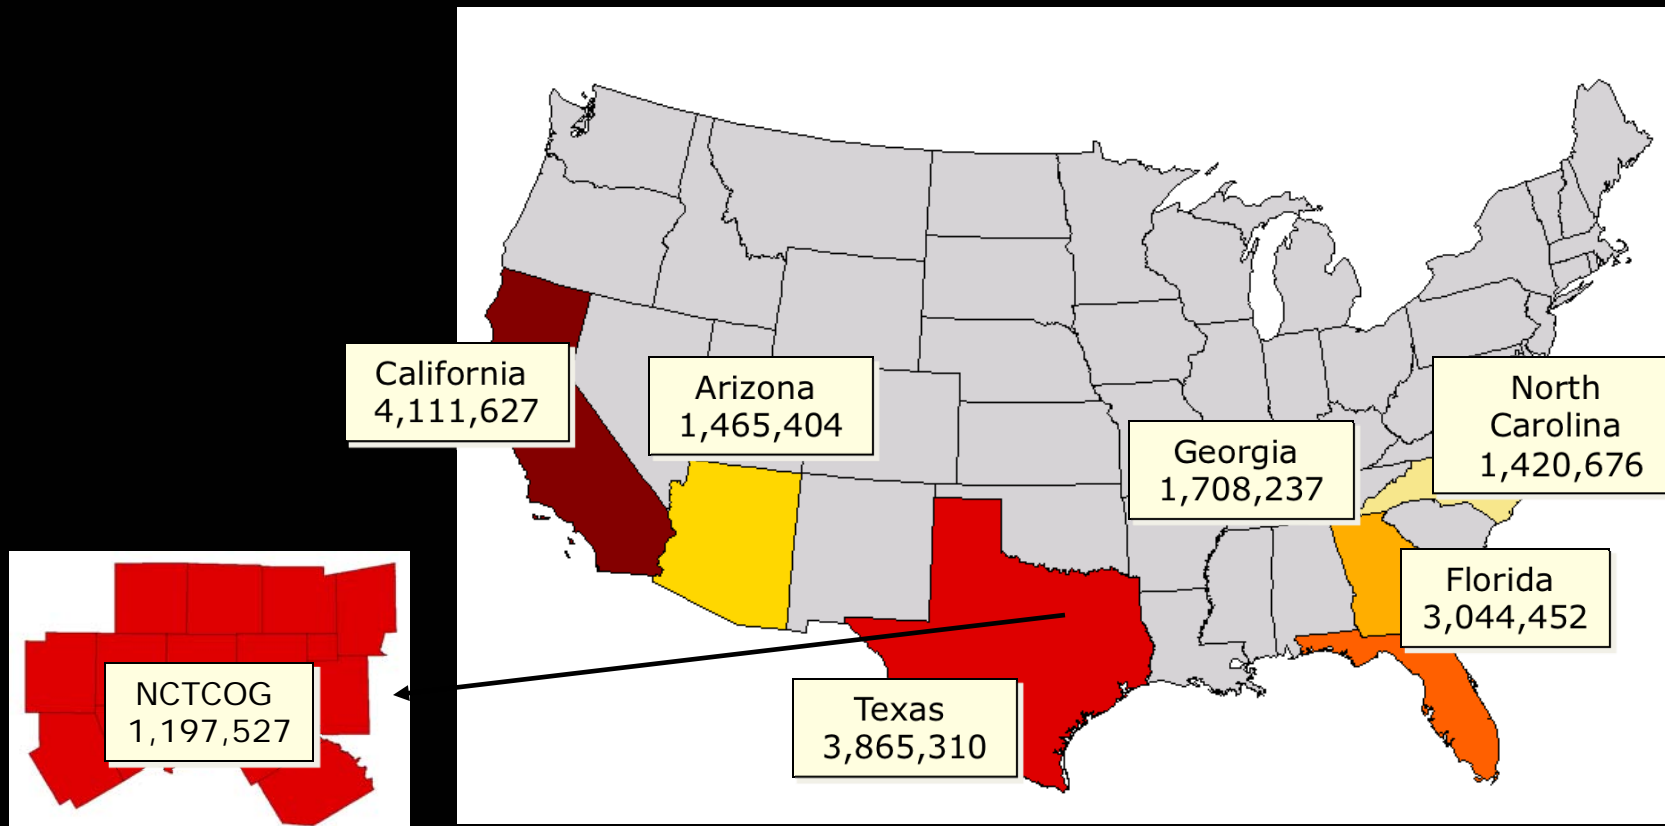 California
4,111,627
Arizona
1,465,404
North
Carolina
1,420,676
Georgia
1,708,237
Florida
3,044,452
NCTCOG
1,197,527
Texas
3,865,310